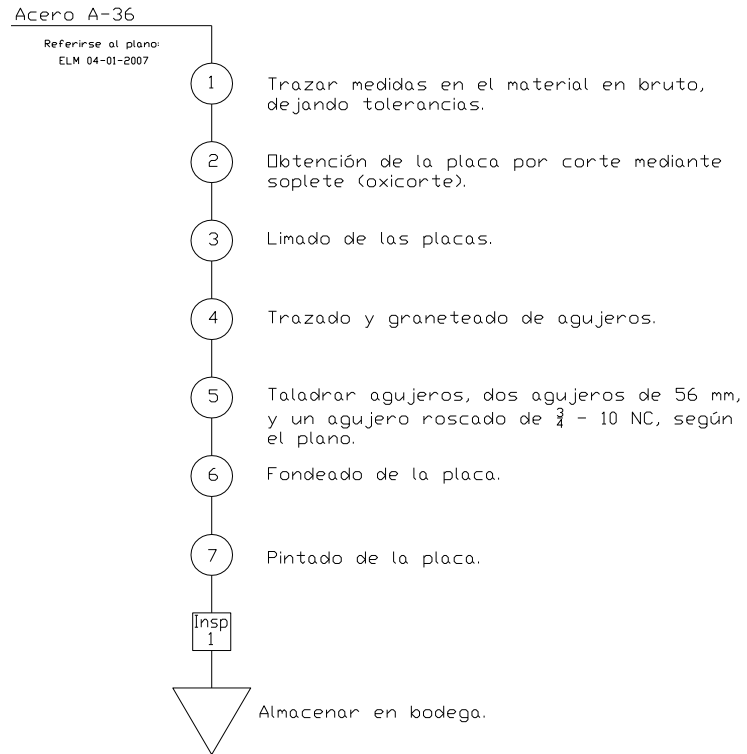 Acero A-36
Referirse al plano:
ELM 04-01-2007
1
Trazar medidas en el material en bruto,
dejando tolerancias.
2
Obtención de la placa por corte mediante
soplete (oxicorte).
3
Limado de las placas.
4
Trazado y graneteado de agujeros.
5
Taladrar agujeros, dos agujeros de 56 mm,
y un agujero roscado de 3/4 - 10 NC, según
el plano.
6
Fondeado de la placa.
7
Pintado de la placa.
Insp
1
Almacenar en bodega.